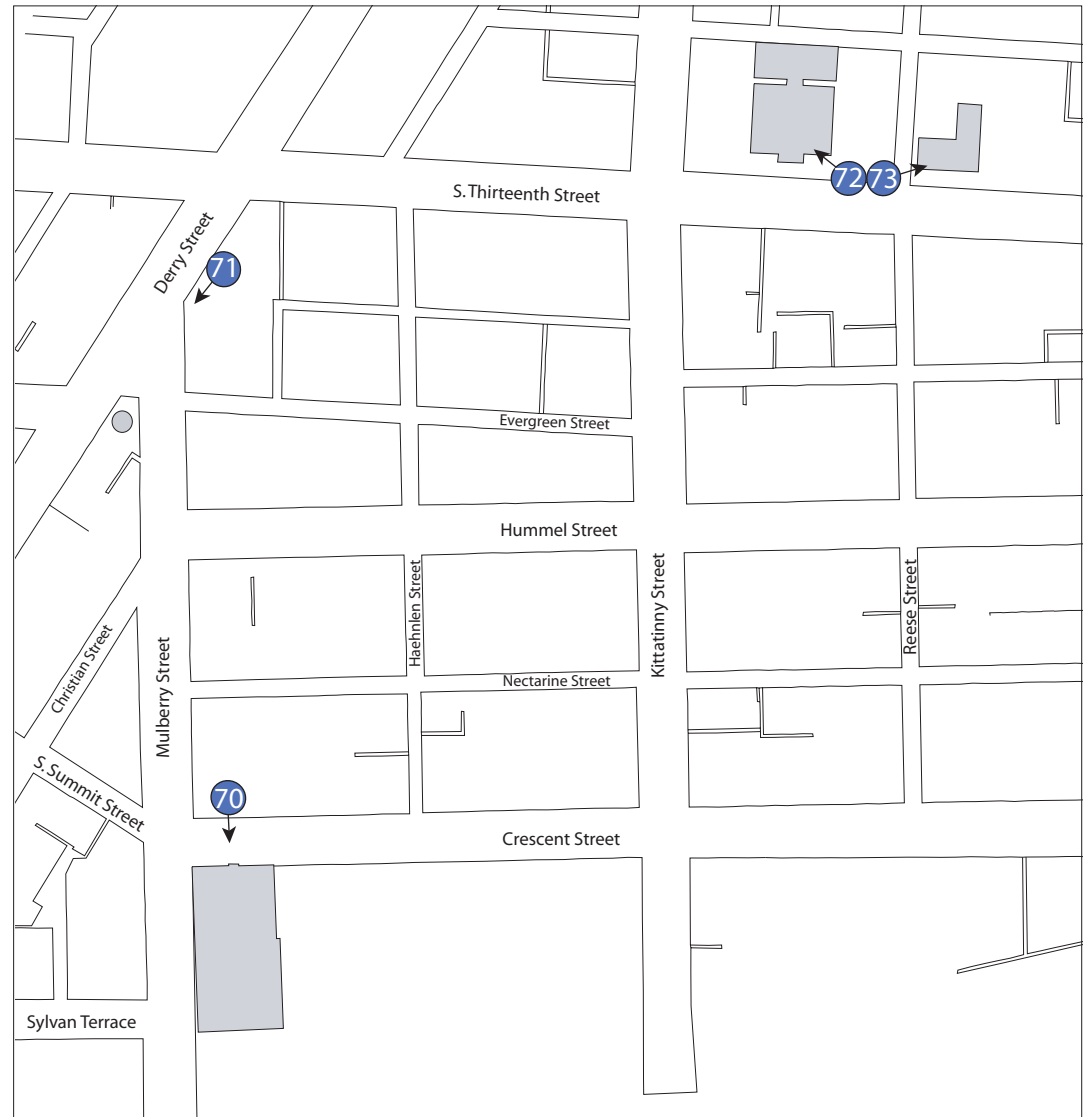 72
73
S. Thirteenth Street
Derry Street
71
Evergreen Street
Hummel Street
Haehnlen Street
Kittatinny Street
Reese Street
Christian Street
Mulberry Street
Nectarine Street
S. Summit Street
70
Crescent Street
Sylvan Terrace